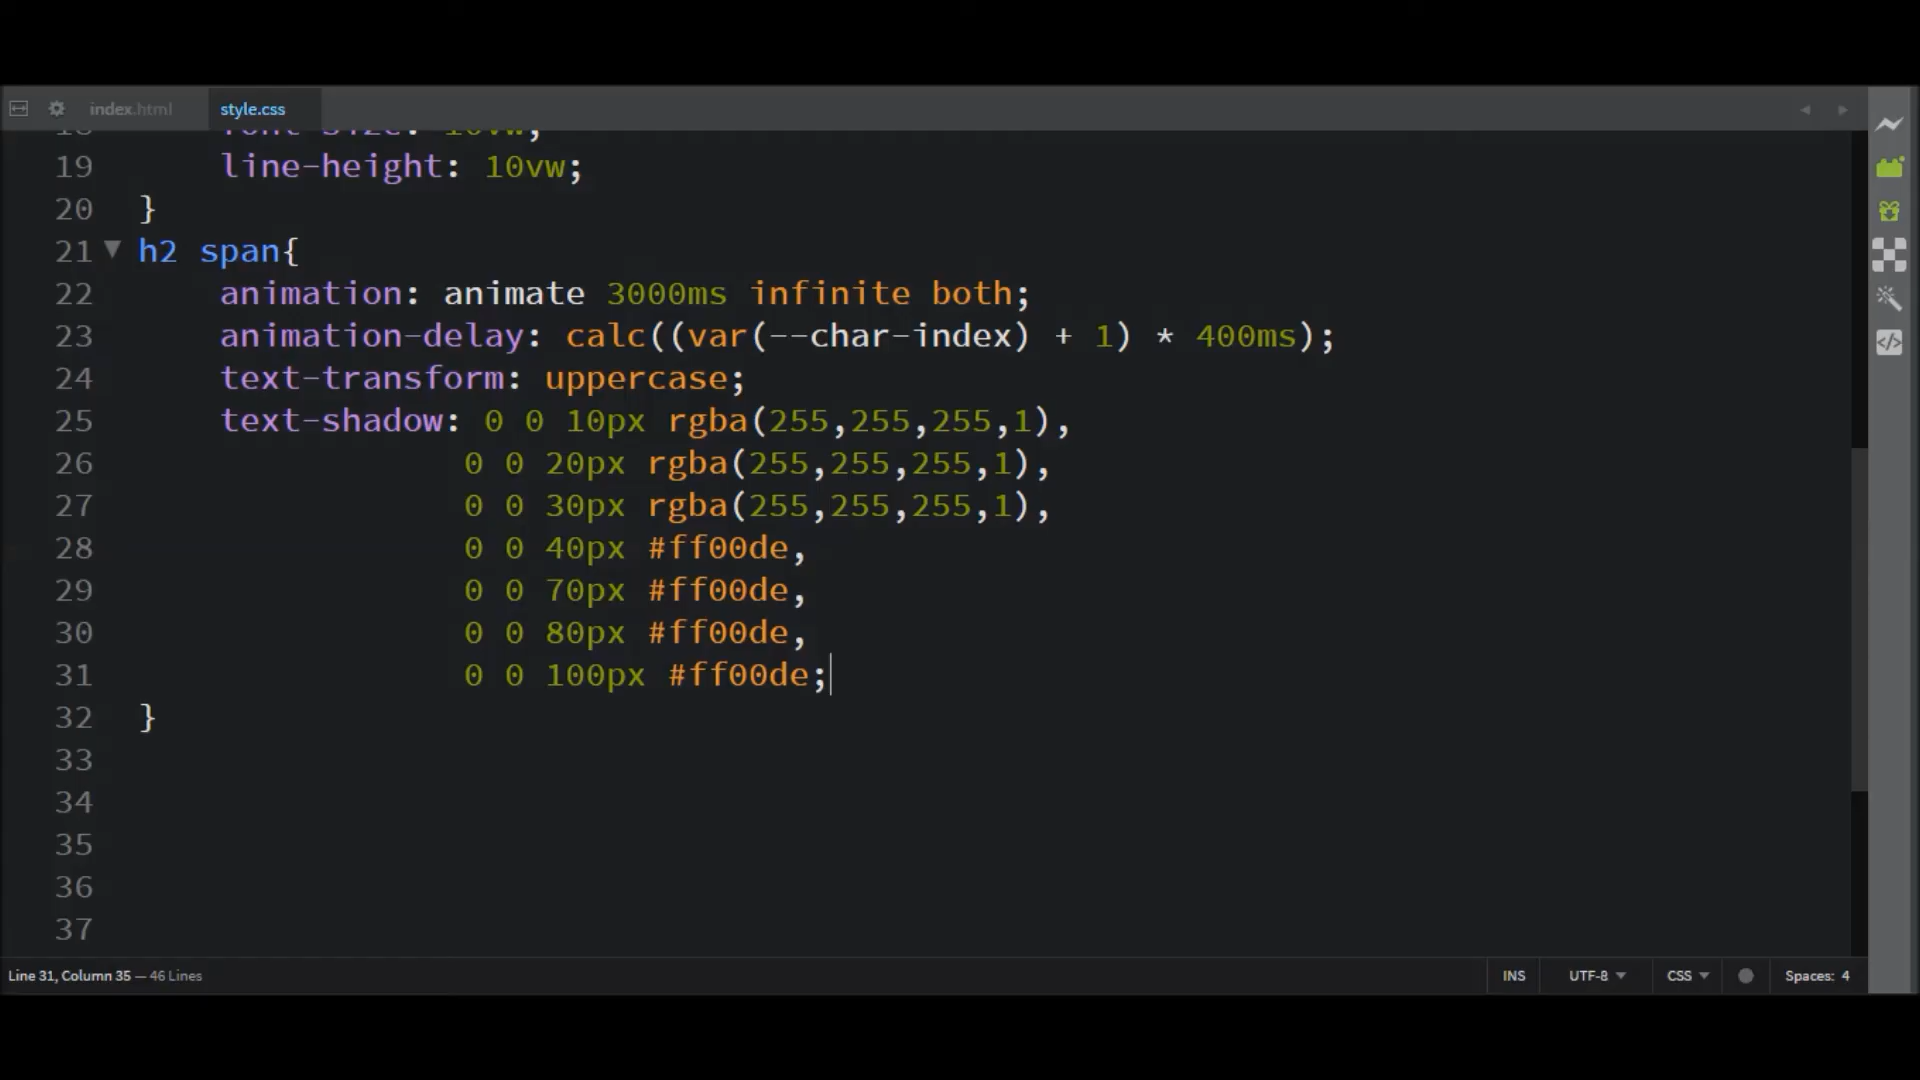 index.html style.css
18 font-size: 10vw;
19 line-height: 10vw;
20 }
21 h2 span{
22 animation: animate 3000ms infinite both;
23 animation-delay: calc((var(--char-index) + 1) * 400ms);
24 text-transform: uppercase;
25 text-shadow: 0 0 10px rgba(255,255,255,1),
26 0 0 20px rgba(255,255,255,1),
27 0 0 30px rgba(255,255,255,1),
28 0 0 40px #ff00de,
29 0 0 70px #ff00de,
30 0 0 80px #ff00de,
31 0 0 100px #ff00de;
32 }
33
34
35
36
37
Line 31, Column 35 — 46 Lines INS UTF-8 CSS Spaces: 4